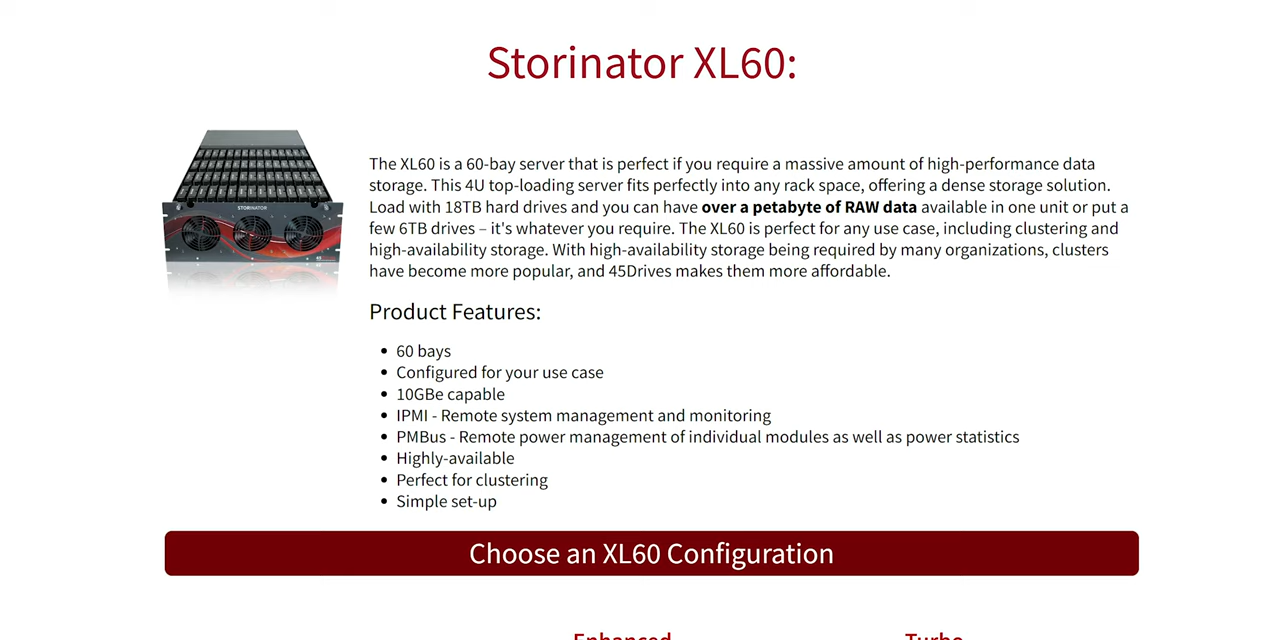 Storinator XL60:
STORINATOR
The XL60 is a 60-bay server that is perfect if you require a massive amount of high-performance data
storage. This 4U top-loading server fits perfectly into any rack space, offering a dense storage solution.
Load with 18TB hard drives and you can have over a petabyte of RAW data available in one unit or put a
few 6TB drives – it's whatever you require. The XL60 is perfect for any use case, including clustering and
high-availability storage. With high-availability storage being required by many organizations, clusters
have become more popular, and 45Drives makes them more affordable.
Product Features:
• 60 bays
• Configured for your use case
• 10GBe capable
• IPMI - Remote system management and monitoring
• PMBus - Remote power management of individual modules as well as power statistics
• Highly-available
• Perfect for clustering
• Simple set-up
Choose an XL60 Configuration
Enhanced Turbo